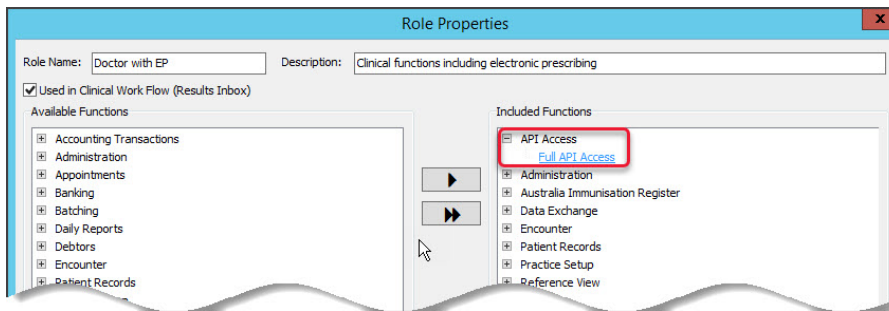 Role Properties
x
Role Name: Doctor with EP Description: Clinical functions including electronic prescribing
Used in Clinical Work Flow (Results Inbox)
Available Functions
Accounting Transactions
Administration
Appointments
Banking
Batching
Daily Reports
Debtors
Encounter
Patient Records
Included Functions
API Access
Full API Access
Administration
Australia Immunisation Register
Data Exchange
Encounter
Patient Records
Practice Setup
Reference View